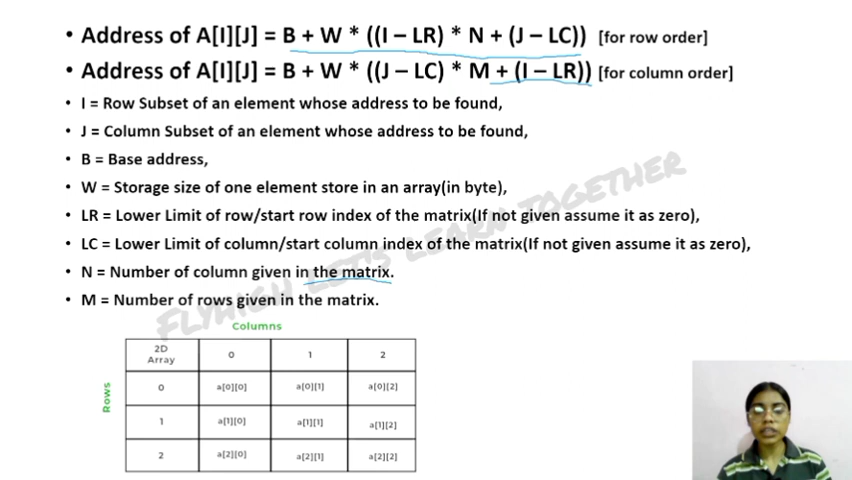 • Address of A[I][J] = B + W * ((I – LR) * N + (J – LC)) [for row order]
• Address of A[I][J] = B + W * ((J – LC) * M + (I – LR)) [for column order]
• I = Row Subset of an element whose address to be found,
• J = Column Subset of an element whose address to be found,
• B = Base address,
• W = Storage size of one element store in an array(in byte),
• LR = Lower Limit of row/start row index of the matrix(If not given assume it as zero),
• LC = Lower Limit of column/start column index of the matrix(If not given assume it as zero),
• N = Number of column given in the matrix.
• M = Number of rows given in the matrix.
FLYHIGH LET'S LEARN TOGETHER
Columns
Rows
2D Array 0 1 2
0 a[0][0] a[0][1] a[0][2]
1 a[1][0] a[1][1] a[1][2]
2 a[2][0] a[2][1] a[2][2]